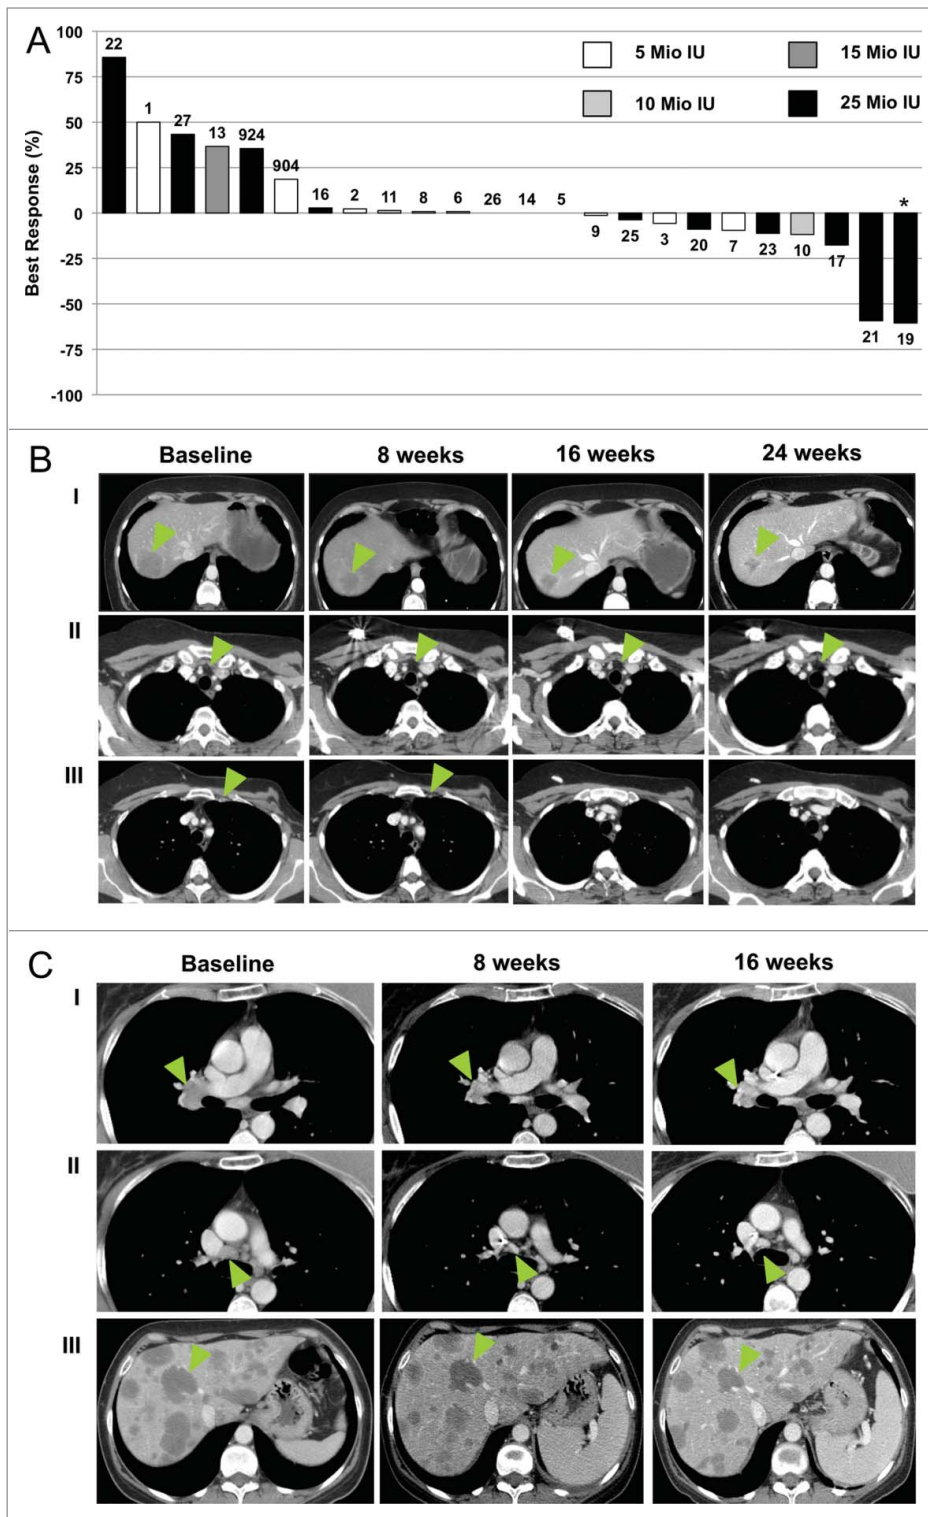 A
Best Response (%)
100
75
50
25
0
-25
-50
-75
-100
5 Mio IU
15 Mio IU
10 Mio IU
25 Mio IU
22
1
27
13
924
904
16
2
11
8
6
26
14
5
9
25
3
20
7
23
10
17
21
19
*
B
Baseline
8 weeks
16 weeks
24 weeks
I
II
III
C
Baseline
8 weeks
16 weeks
I
II
III